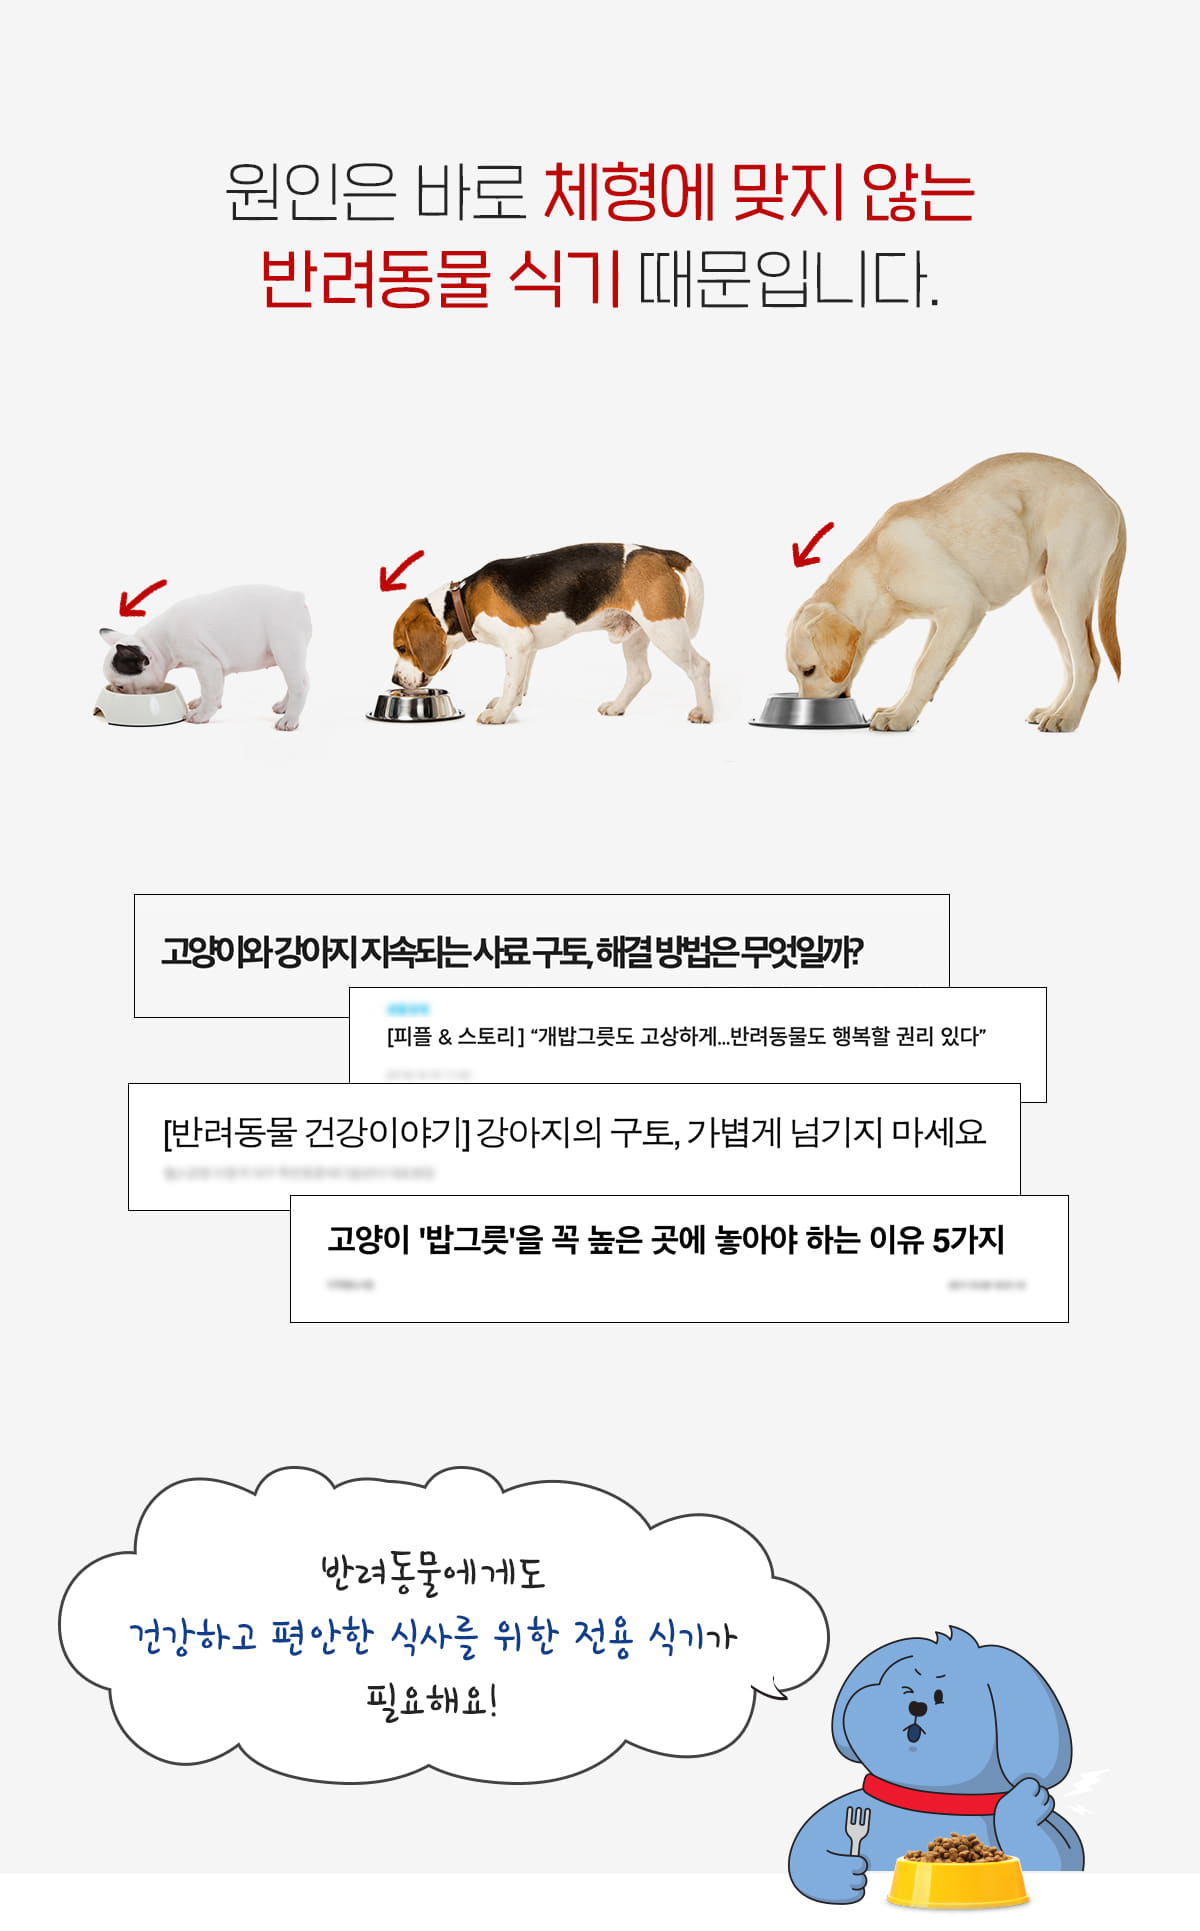 원인은 바로 체형에 맞지 않는
반려동물 식기 때문입니다.
고양이와 강아지 지속되는 사료 구토, 해결 방법은 무엇일까?
[피플 & 스토리] “개밥그릇도 고상하게...반려동물도 행복할 권리 있다”
[반려동물 건강이야기] 강아지의 구토, 가볍게 넘기지 마세요
고양이 '밥그릇'을 꼭 높은 곳에 놓아야 하는 이유 5가지
반려동물에게도
건강하고 편안한 식사를 위한 전용 식기가
필요해요!